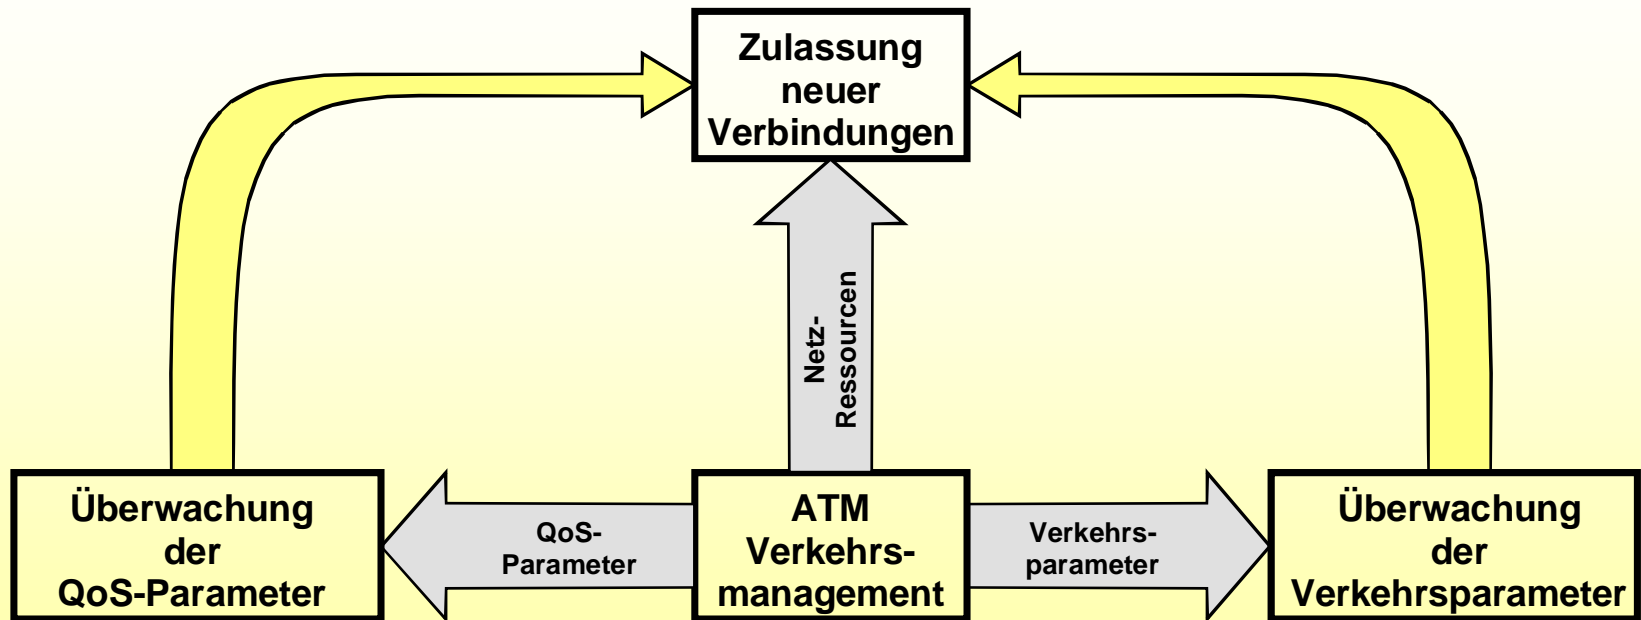 Zulassung
neuer
Verbindungen
Netz-
Ressourcen
Überwachung
der
QoS-Parameter
QoS-
Parameter
ATM
Verkehrs-
management
Verkehrs-
parameter
Überwachung
der
Verkehrsparameter